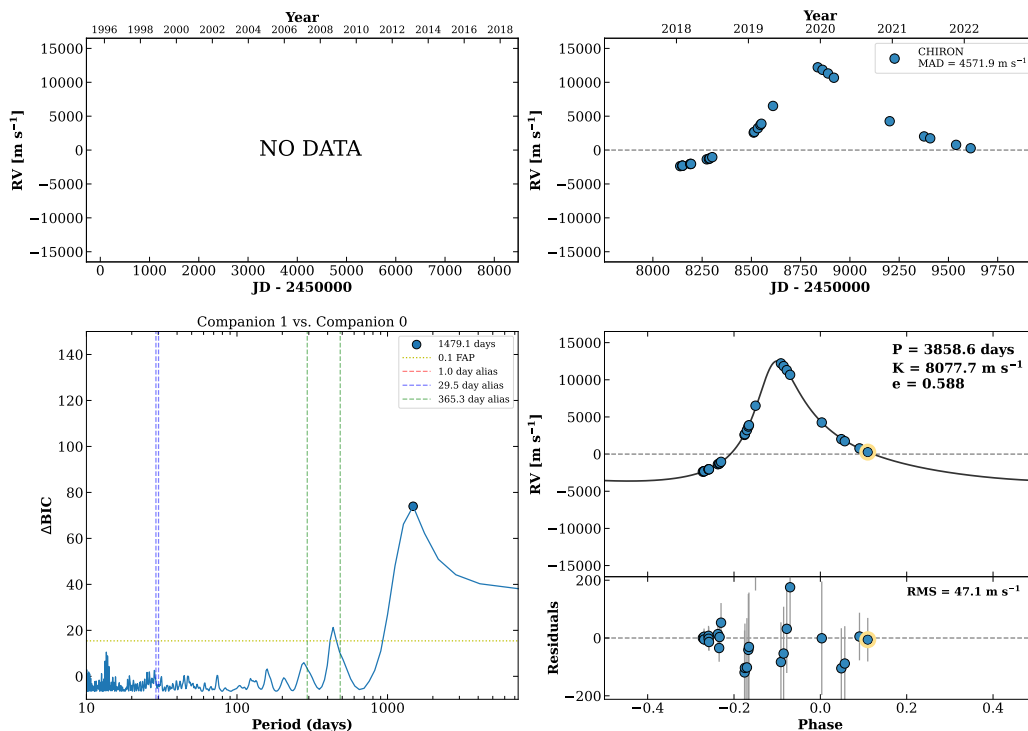 Year
1996 1998 2000 2002 2004 2006 2008 2010 2012 2014 2016 2018
15000
10000
5000
0
−5000
−10000
−15000
RV [m s⁻¹]
NO DATA
0 1000 2000 3000 4000 5000 6000 7000 8000
JD - 2450000
Year
2018 2019 2020 2021 2022
15000
10000
5000
0
−5000
−10000
−15000
RV [m s⁻¹]
CHIRON
MAD = 4571.9 m s⁻¹
8000 8250 8500 8750 9000 9250 9500 9750
JD - 2450000
Companion 1 vs. Companion 0
140
120
100
80
60
40
20
0
ΔBIC
1479.1 days
0.1 FAP
1.0 day alias
29.5 day alias
365.3 day alias
10 100 1000
Period (days)
15000
10000
5000
0
−5000
−10000
−15000
RV [m s⁻¹]
P = 3858.6 days
K = 8077.7 m s⁻¹
e = 0.588
200
0
−200
Residuals
RMS = 47.1 m s⁻¹
−0.4 −0.2 0.0 0.2 0.4
Phase